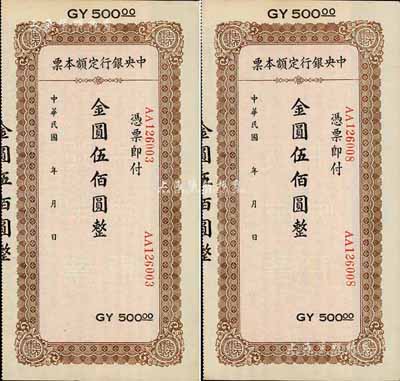 GY 500.00
中央銀行定額本票
憑票即付
金圓伍佰圓整
中華民國 年 月 日
AA126003
AA126003
GY 500.00
金圓伍佰圓整
GY 500.00
中央銀行定額本票
憑票即付
金圓伍佰圓整
中華民國 年 月 日
AA126008
AA126008
GY 500.00
金圓伍佰圓整